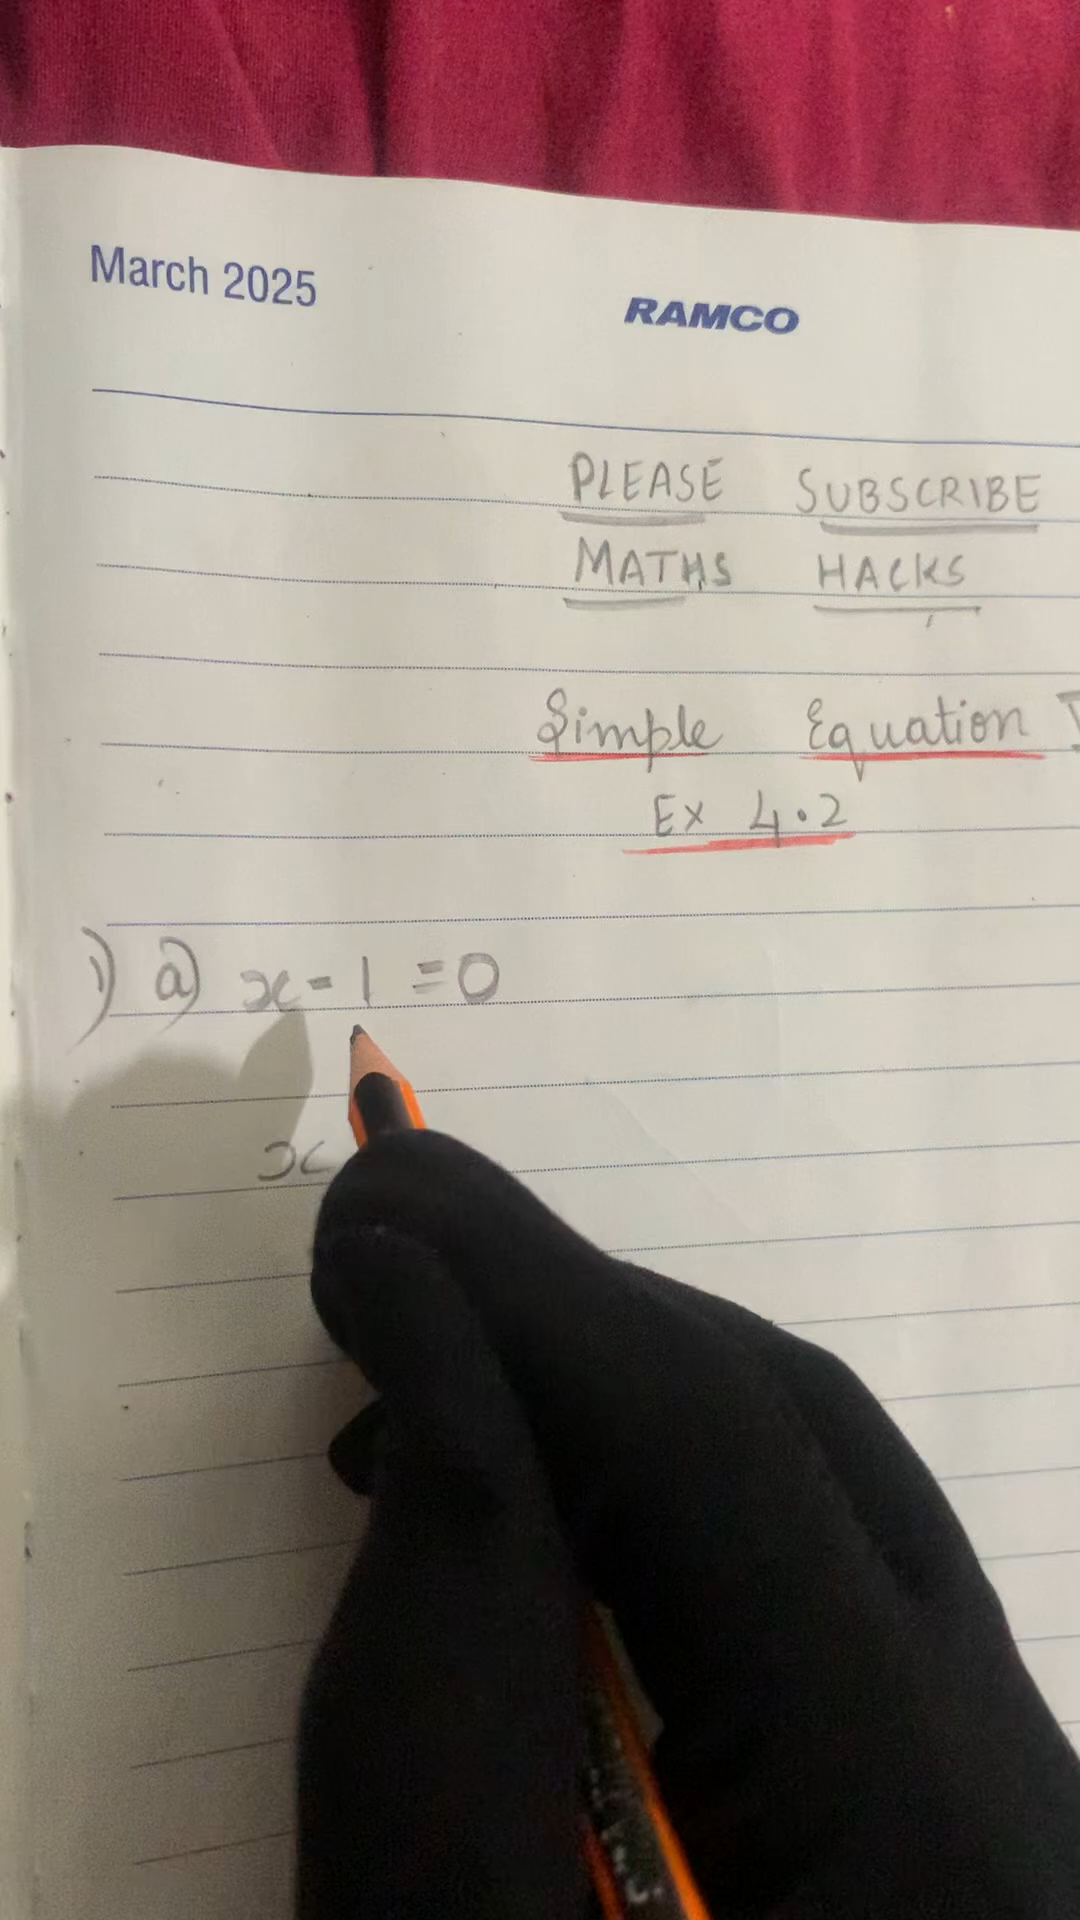 March 2025
RAMCO
PLEASE SUBSCRIBE
MATHS HACKS
Simple Equation
Ex 4.2
1) a) x - 1 = 0
x